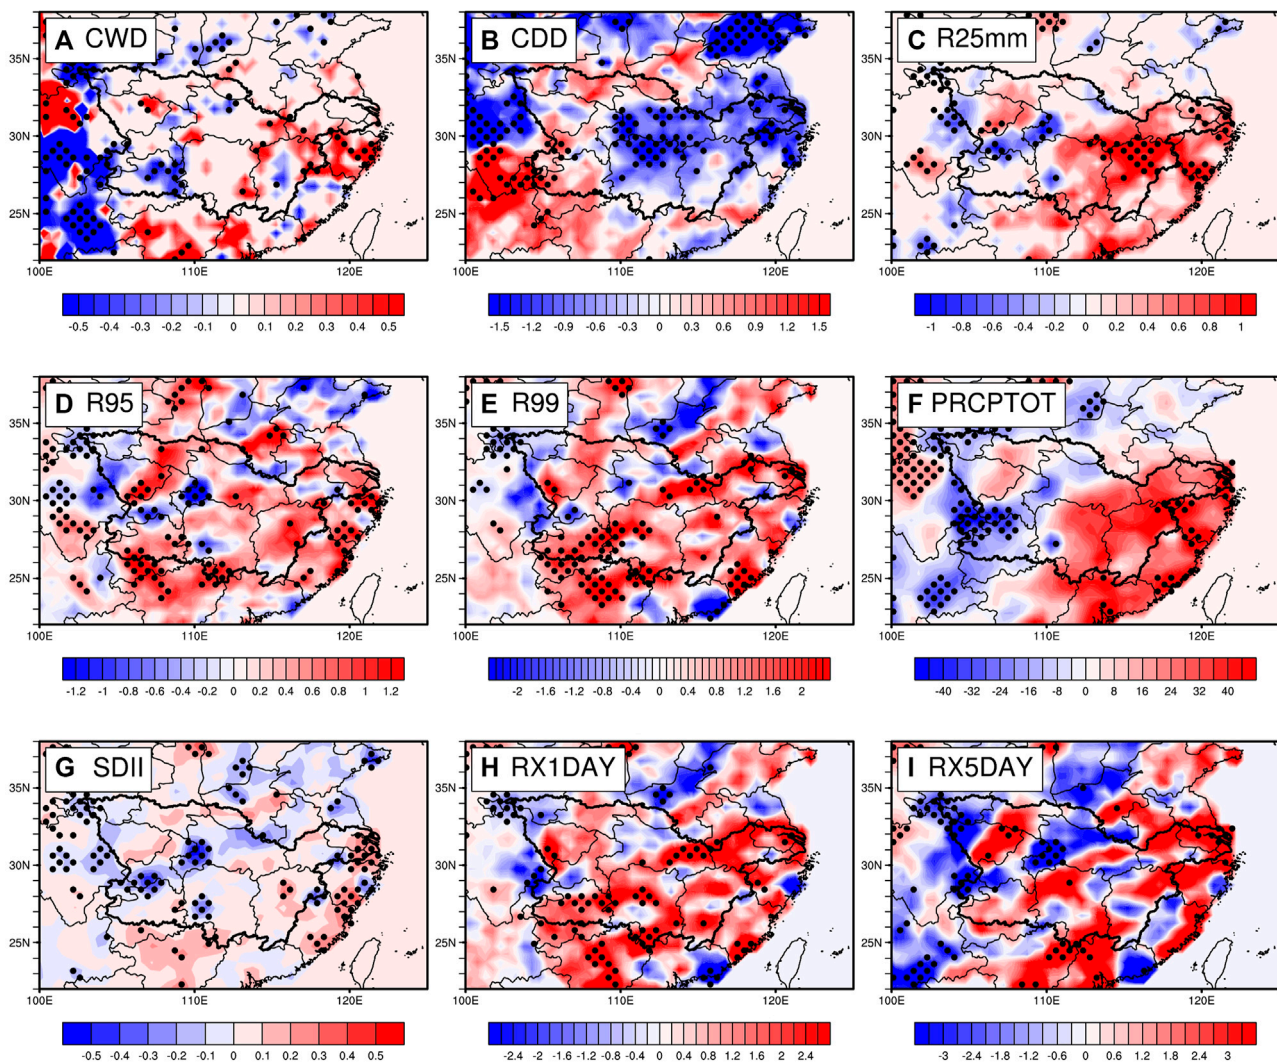 A CWD
B CDD
C R25mm
35N
30N
25N
100E 110E 120E
35N
30N
25N
100E 110E 120E
35N
30N
25N
100E 110E 120E
-0.5 -0.3 -0.1 0 0.1 0.2 0.3 0.4 0.5
-1.5 -1.2 -0.9 -0.6 -0.3 0 0.3 0.6 0.9 1.2 1.5
-1 -0.8 -0.6 -0.4 -0.2 0 0.2 0.4 0.6 0.8 1
D R95
E R99
F PRCPTOT
35N
30N
25N
100E 110E 120E
35N
30N
25N
100E 110E 120E
35N
30N
25N
100E 110E 120E
-1.2 -1 -0.8 -0.6 -0.4 -0.2 0 0.2 0.4 0.6 0.8 1 1.2
-2 -1.6 -1.2 -0.8 -0.4 0 0.4 0.8 1.2 1.6 2
-40 -32 -24 -16 -8 0 8 16 24 32 40
G SDII
H RX1DAY
I RX5DAY
35N
30N
25N
100E 110E 120E
35N
30N
25N
100E 110E 120E
35N
30N
25N
100E 110E 120E
-0.5 -0.3 -0.2 -0.1 0 0.1 0.2 0.3 0.4 0.5
-2.4 -2 -1.6 -1.2 -0.8 -0.4 0 0.4 0.8 1.2 1.6 2 2.4
-3 -2.4 -1.8 -1.2 -0.6 0 0.6 1.2 1.8 2.4 3